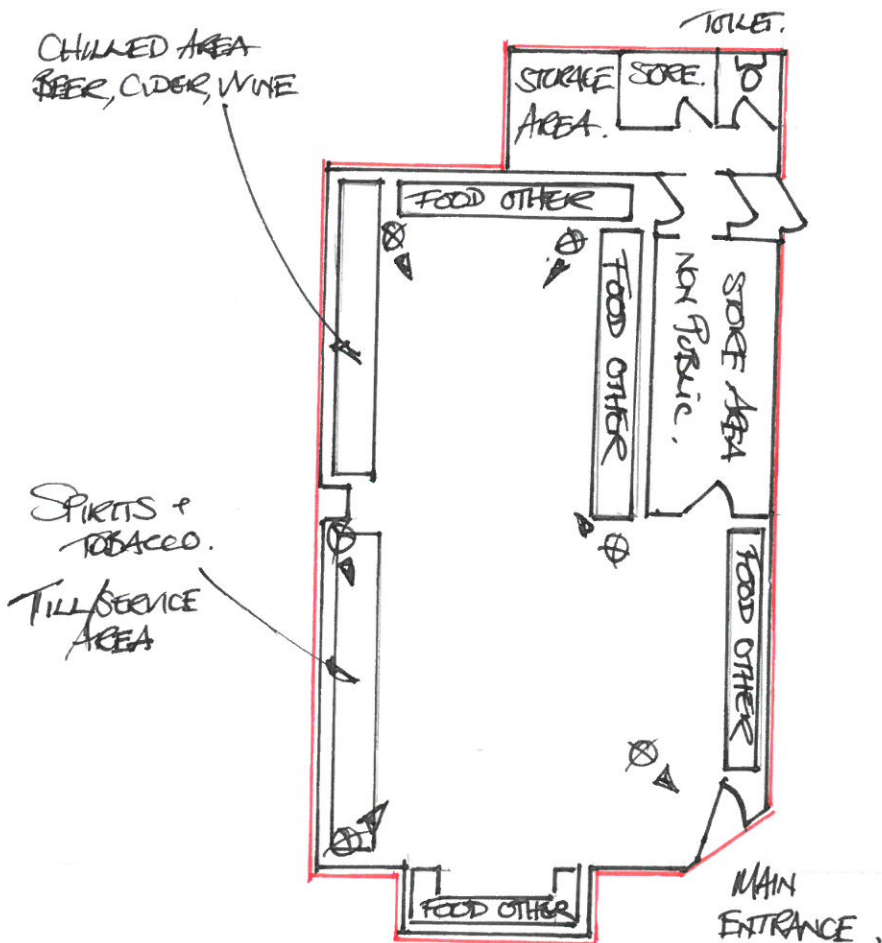 TOILET.
CHILLED AREA
BEER, CIDER, WINE
STORAGE
AREA.
SORE.
FOOD OTHER
FOOD OTHER
STORE AREA
NON PUBLIC.
SPIRITS +
TOBACCO.
TILL/SERVICE
AREA
FOOD OTHER
FOOD OTHER
MAIN
ENTRANCE.